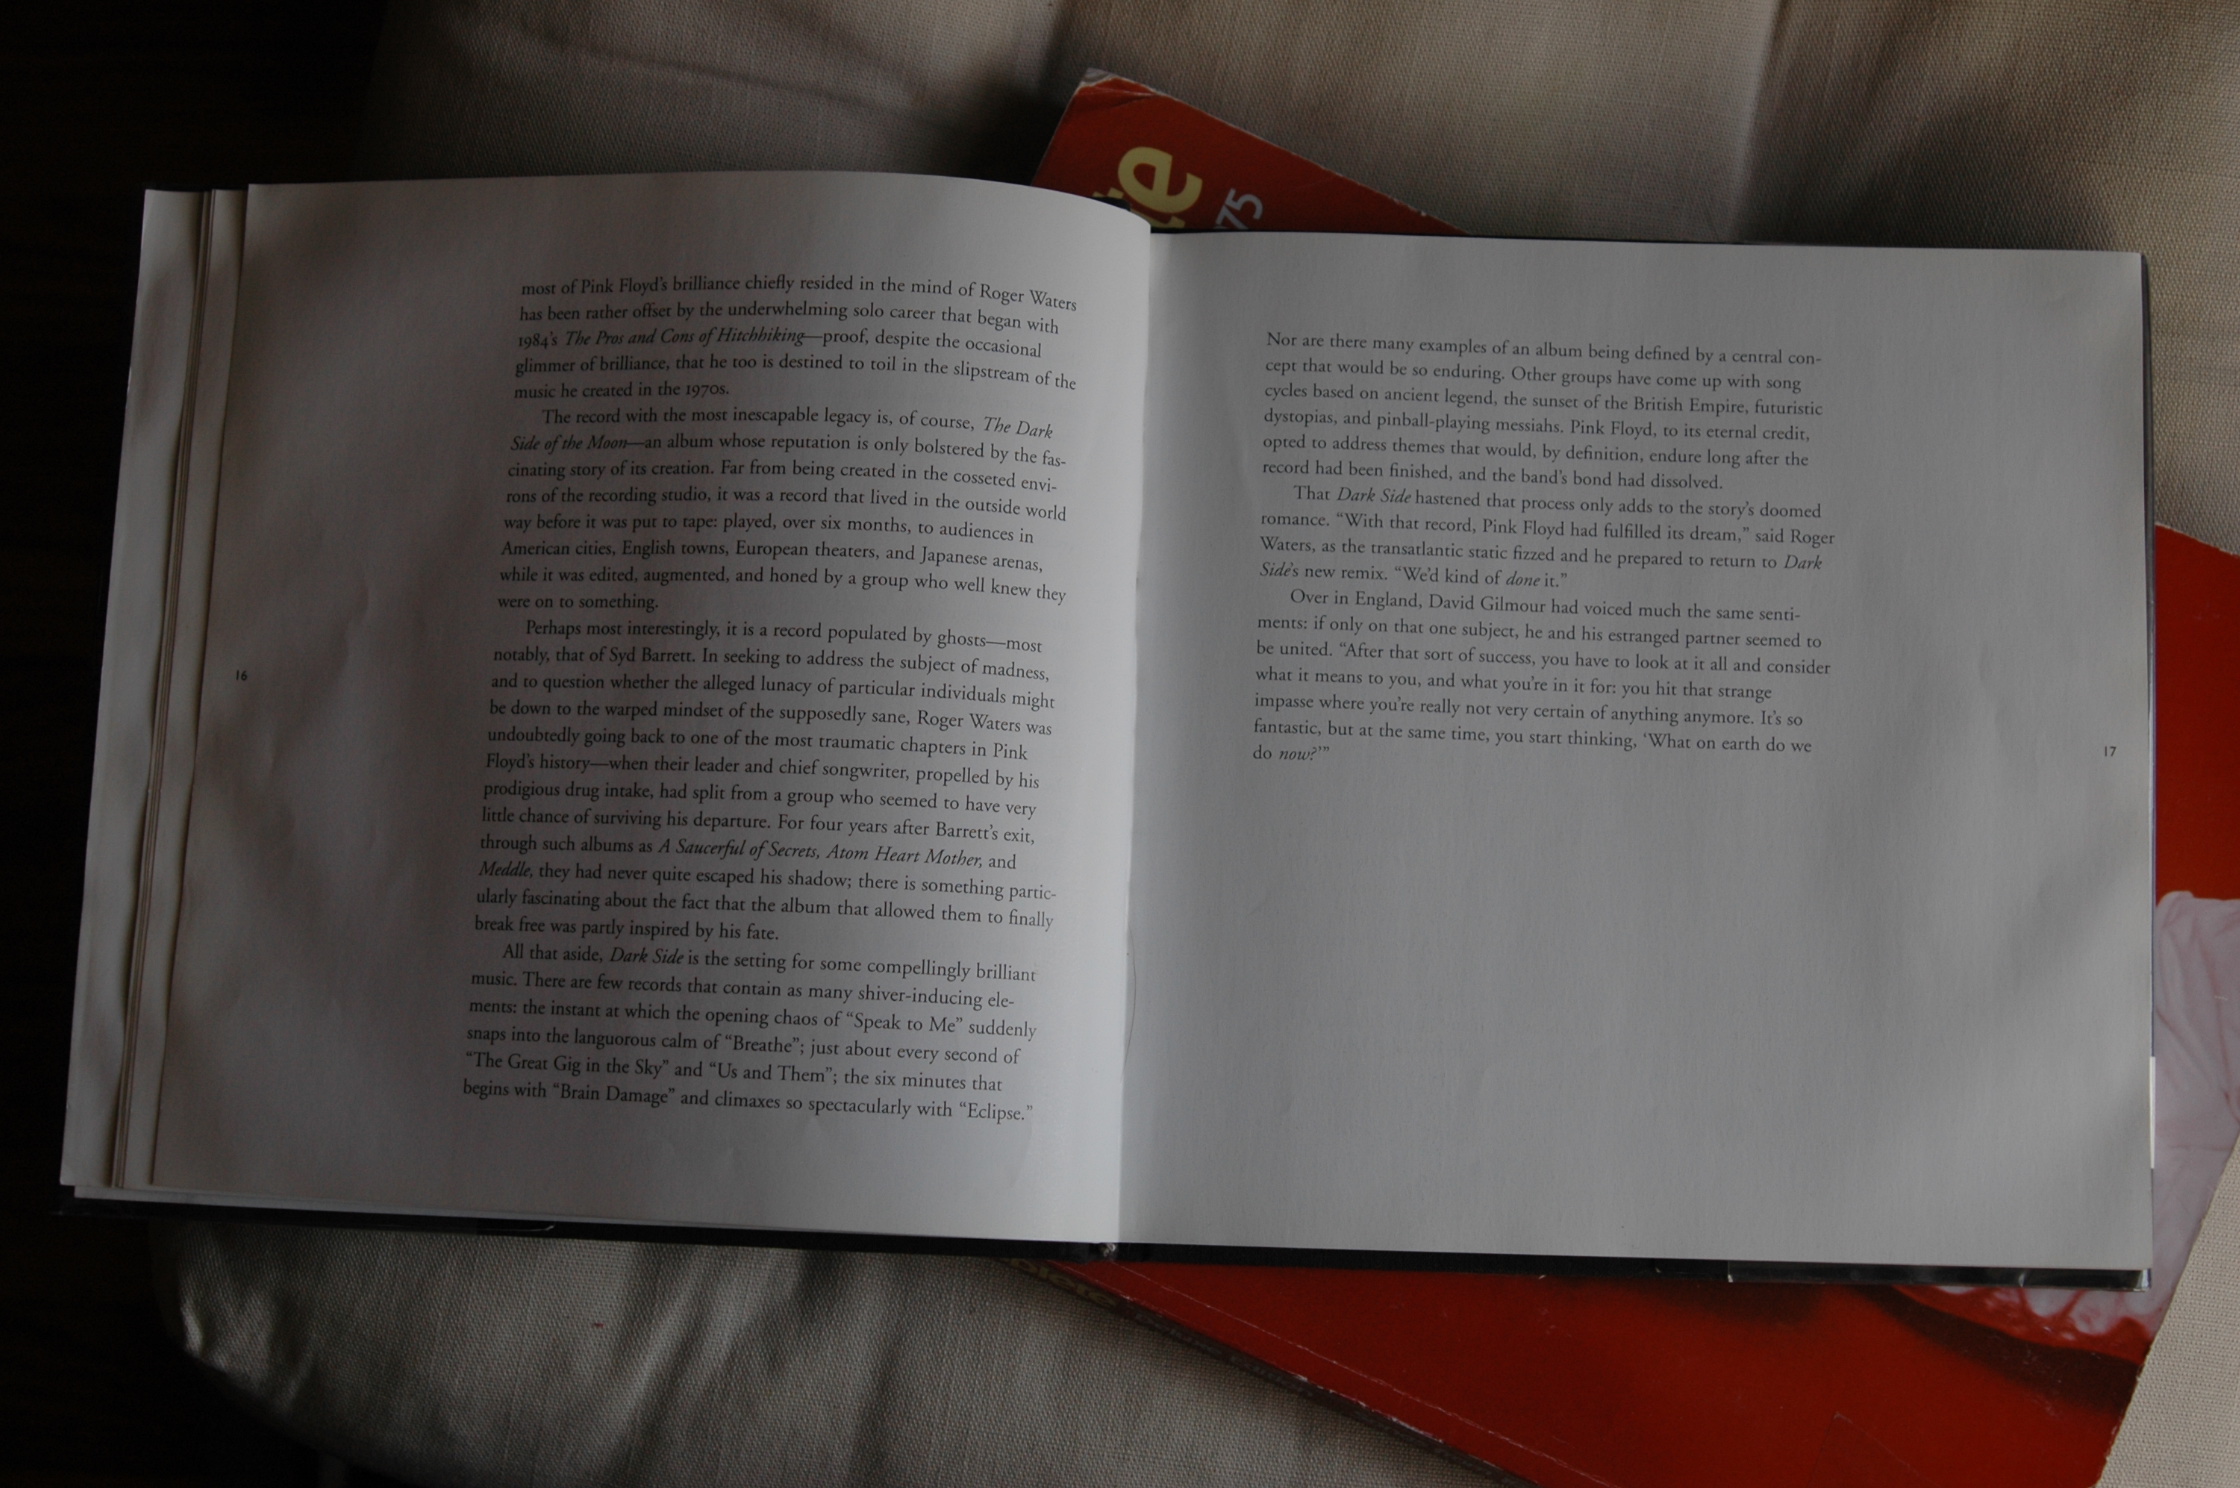 ie
75
most of Pink Floyd's brilliance chiefly resided in the mind of Roger Waters
has been rather offset by the underwhelming solo career that began with
1984's The Pros and Cons of Hitchhiking—proof, despite the occasional
glimmer of brilliance, that he too is destined to toil in the slipstream of the
music he created in the 1970s.
The record with the most inescapable legacy is, of course, The Dark
Side of the Moon—an album whose reputation is only bolstered by the fas-
cinating story of its creation. Far from being created in the cosseted envi-
rons of the recording studio, it was a record that lived in the outside world
way before it was put to tape: played, over six months, to audiences in
American cities, English towns, European theaters, and Japanese arenas,
while it was edited, augmented, and honed by a group who well knew they
were on to something.
Perhaps most interestingly, it is a record populated by ghosts—most
notably, that of Syd Barrett. In seeking to address the subject of madness,
and to question whether the alleged lunacy of particular individuals might
be down to the warped mindset of the supposedly sane, Roger Waters was
undoubtedly going back to one of the most traumatic chapters in Pink
Floyd's history—when their leader and chief songwriter, propelled by his
prodigious drug intake, had split from a group who seemed to have very
little chance of surviving his departure. For four years after Barrett's exit,
through such albums as A Saucerful of Secrets, Atom Heart Mother, and
Meddle, they had never quite escaped his shadow; there is something partic-
ularly fascinating about the fact that the album that allowed them to finally
break free was partly inspired by his fate.
All that aside, Dark Side is the setting for some compellingly brilliant
music. There are few records that contain as many shiver-inducing ele-
ments: the instant at which the opening chaos of “Speak to Me” suddenly
snaps into the languorous calm of “Breathe”; just about every second of
“The Great Gig in the Sky” and “Us and Them”; the six minutes that
begins with “Brain Damage” and climaxes so spectacularly with “Eclipse.”
16
Nor are there many examples of an album being defined by a central con-
cept that would be so enduring. Other groups have come up with song
cycles based on ancient legend, the sunset of the British Empire, futuristic
dystopias, and pinball-playing messiahs. Pink Floyd, to its eternal credit,
opted to address themes that would, by definition, endure long after the
record had been finished, and the band's bond had dissolved.
That Dark Side hastened that process only adds to the story's doomed
romance. “With that record, Pink Floyd had fulfilled its dream,” said Roger
Waters, as the transatlantic static fizzed and he prepared to return to Dark
Side's new remix. “We'd kind of done it.”
Over in England, David Gilmour had voiced much the same senti-
ments: if only on that one subject, he and his estranged partner seemed to
be united. “After that sort of success, you have to look at it all and consider
what it means to you, and what you're in it for: you hit that strange
impasse where you're really not very certain of anything anymore. It's so
fantastic, but at the same time, you start thinking, ‘What on earth do we
do now?’”
17